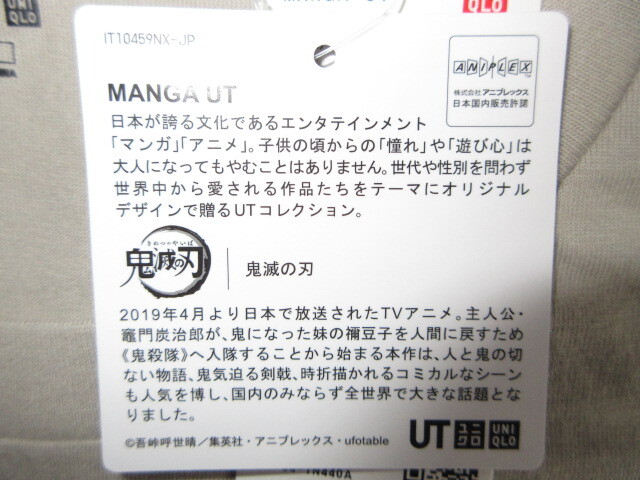 UNI
QLO
QLO
IT10459NX-JP
ANIPLEX
株式会社 アニプレックス
日本国内販売許諾
MANGA UT
日本が誇る文化であるエンタテインメント
「マンガ」「アニメ」。子供の頃からの「憧れ」や「遊び心」は
大人になってもやむことはありません。世代や性別を問わず
世界中から愛される作品たちをテーマにオリジナル
デザインで贈るUTコレクション。
きめつのやいば
鬼滅の刃
鬼滅の刃
2019年4月より日本で放送されたTVアニメ。主人公・
竈門炭治郎が、鬼になった妹の禰豆子を人間に戻すため
《鬼殺隊》へ入隊することから始まる本作は、人と鬼の切
ない物語、鬼気迫る剣戟、時折描かれるコミカルなシーン
も人気を博し、国内のみならず全世界で大きな話題とな
りました。
©吾峠呼世晴/集英社・アニプレックス・ufotable
UT ユニ UNI
クロ QLO